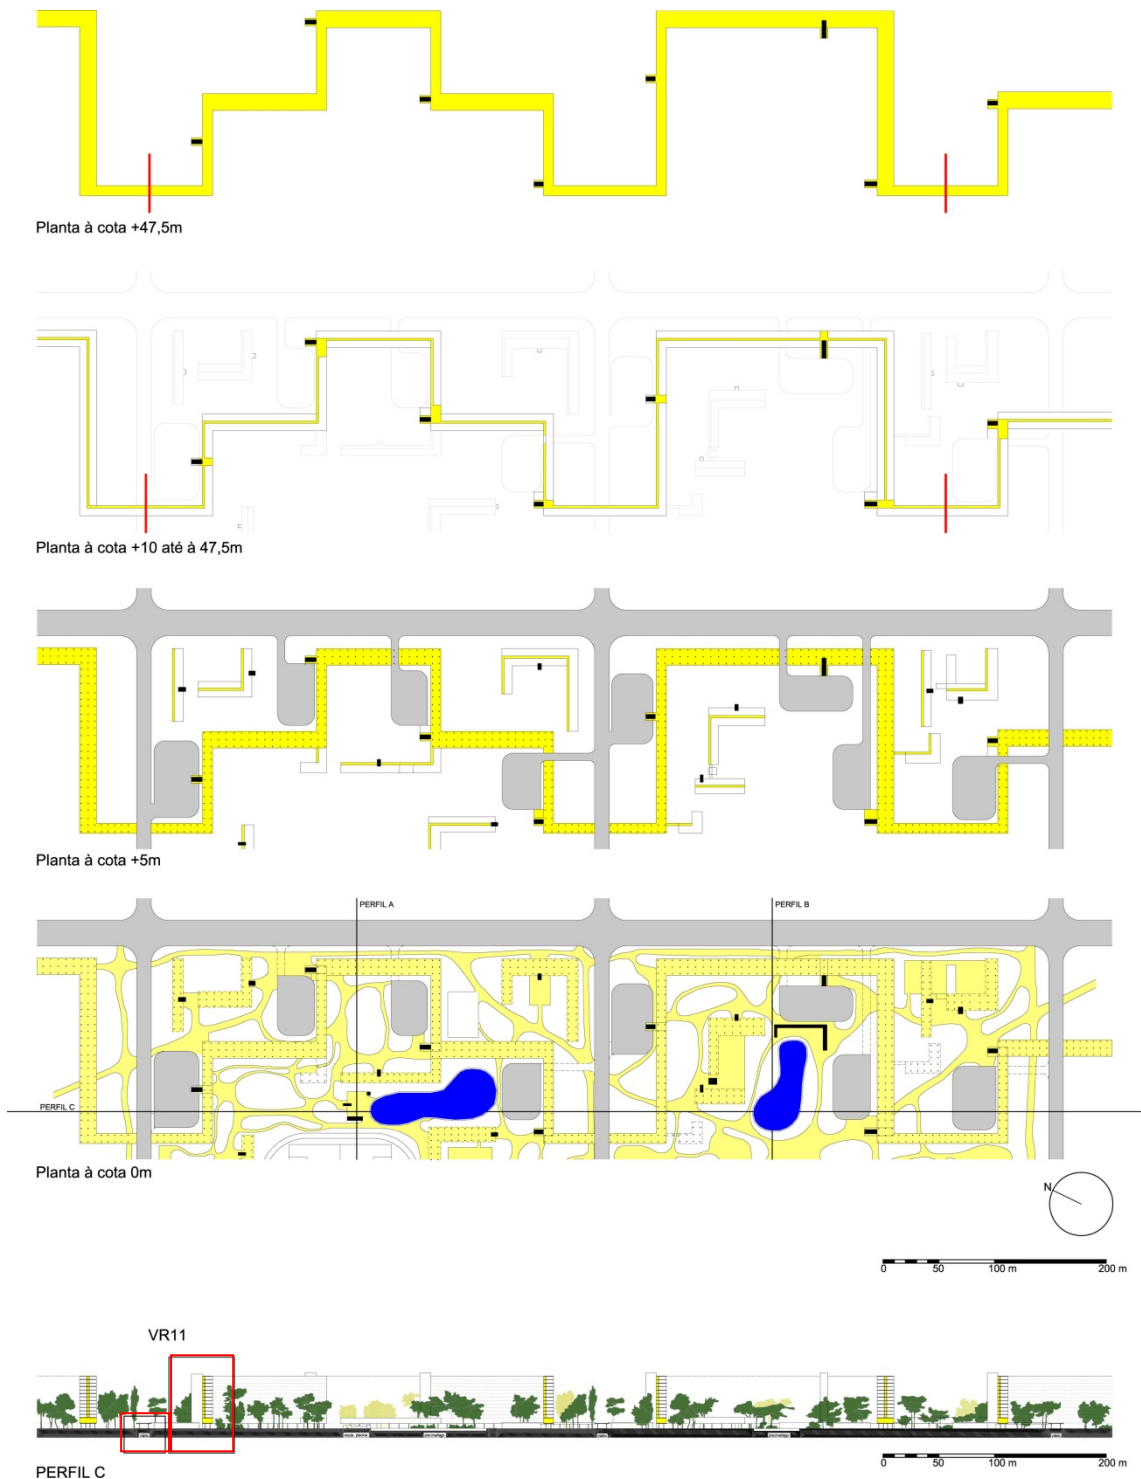 Planta à cota +47,5m
Planta à cota +10 até à 47,5m
Planta à cota +5m
PERFIL A
PERFIL B
PERFIL C
Planta à cota 0m
N
0 50 100 m 200 m
VR11
0 50 100 m 200 m
PERFIL C